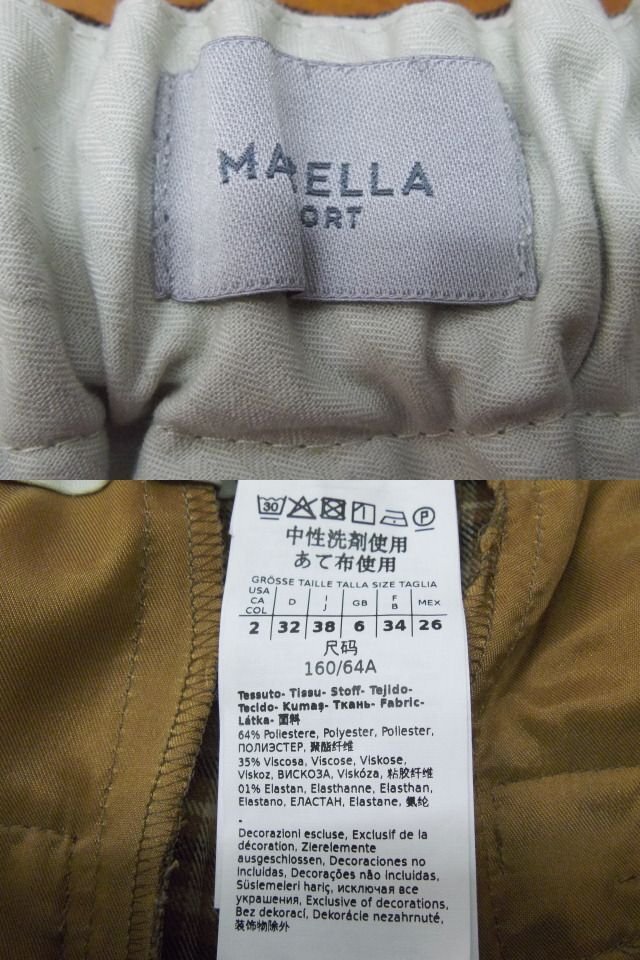 MARELLA
SPORT
30
中性洗剤使用
あて布使用
GRÖSSE TAILLE TALLA SIZE TAGLIA
USA CA COL D I J GB F B MEX
2 32 38 6 34 26
尺码
160/64A
Tessuto- Tissu- Stoff- Tejido-
Tecido- Kumaş- Ткань- Fabric-
Látka- 面料
64% Poliestere, Polyester, Poliester,
ПОЛИЭСТЕР, 聚酯纤维
35% Viscosa, Viscose, Viskose,
Viskoz, ВИСКОЗА, Viskóza, 粘胶纤维
01% Elastan, Elasthanne, Elasthan,
Elastano, ЕЛАСТАН, Elastane, 氨纶
-
Decorazioni escluse, Exclusif de la
décoration, Zierelemente
ausgeschlossen, Decoraciones no
incluidas, Decorações não incluidas,
Süslemeleri hariç, исключая все
украшения, Exclusive of decorations,
Bez dekorací, Dekorácie nezahrnuté,
装饰物除外